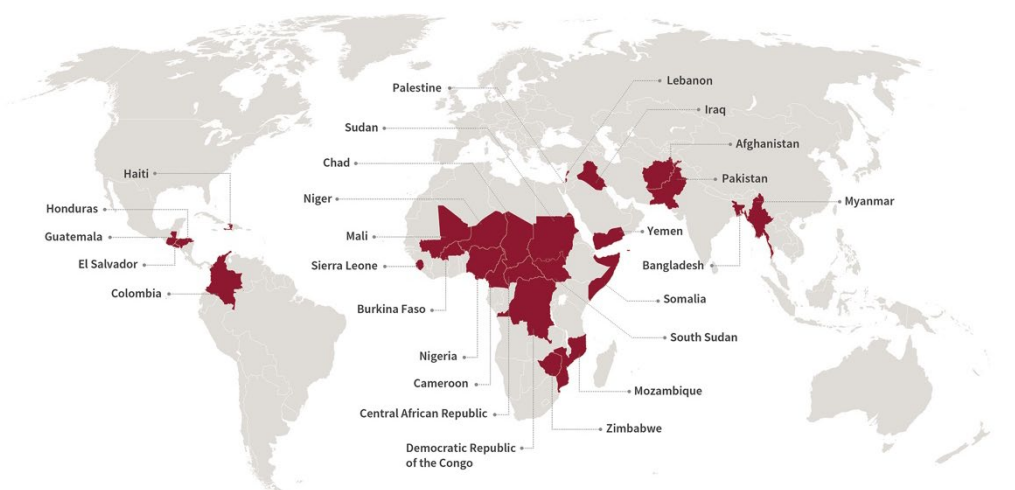 Palestine
Lebanon
Iraq
Sudan
Afghanistan
Chad
Haiti
Pakistan
Niger
Myanmar
Honduras
Mali
Yemen
Guatemala
Sierra Leone
El Salvador
Bangladesh
Colombia
Somalia
Burkina Faso
South Sudan
Nigeria
Cameroon
Mozambique
Central African Republic
Zimbabwe
Democratic Republic
of the Congo